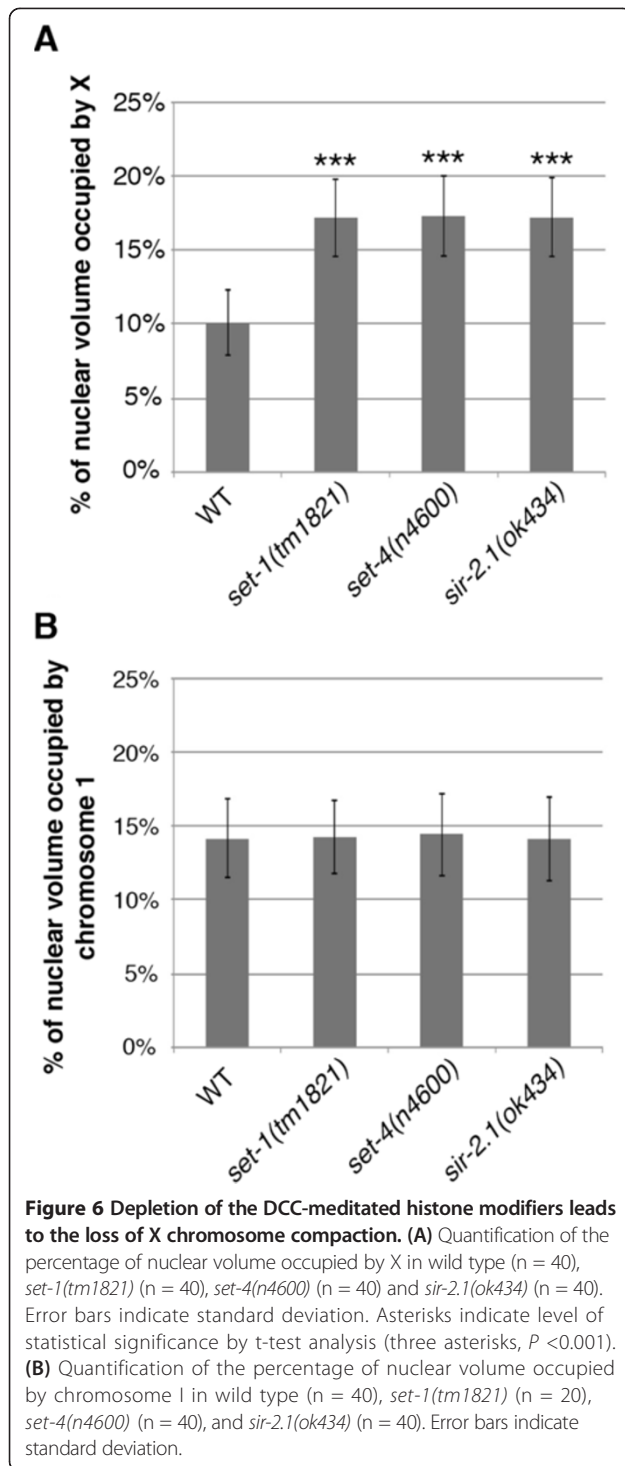 A
% of nuclear volume occupied by X
25%
20%
15%
10%
5%
0%
***
***
***
WT
set-1(tm1821)
set-4(n4600)
sir-2.1(ok434)
B
% of nuclear volume occupied by
chromosome 1
25%
20%
15%
10%
5%
0%
WT
set-1(tm1821)
set-4(n4600)
sir-2.1(ok434)
Figure 6 Depletion of the DCC-meditated histone modifiers leads
to the loss of X chromosome compaction. (A) Quantification of the
percentage of nuclear volume occupied by X in wild type (n = 40),
set-1(tm1821) (n = 40), set-4(n4600) (n = 40) and sir-2.1(ok434) (n = 40).
Error bars indicate standard deviation. Asterisks indicate level of
statistical significance by t-test analysis (three asterisks, P <0.001).
(B) Quantification of the percentage of nuclear volume occupied
by chromosome I in wild type (n = 40), set-1(tm1821) (n = 20),
set-4(n4600) (n = 40), and sir-2.1(ok434) (n = 40). Error bars indicate
standard deviation.